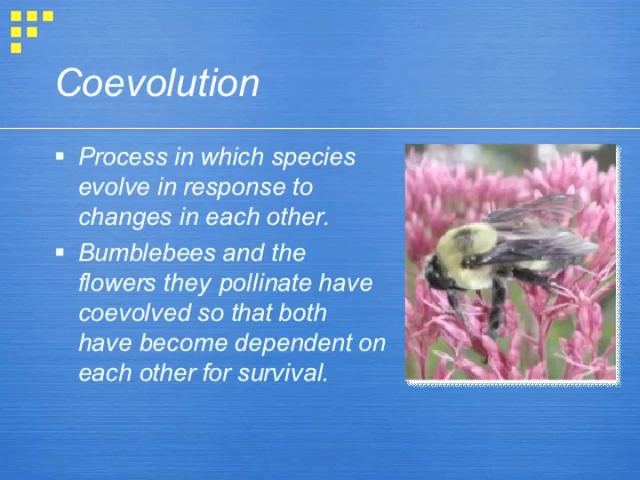 Coevolution
▪ Process in which species
evolve in response to
changes in each other.
▪ Bumblebees and the
flowers they pollinate have
coevolved so that both
have become dependent on
each other for survival.